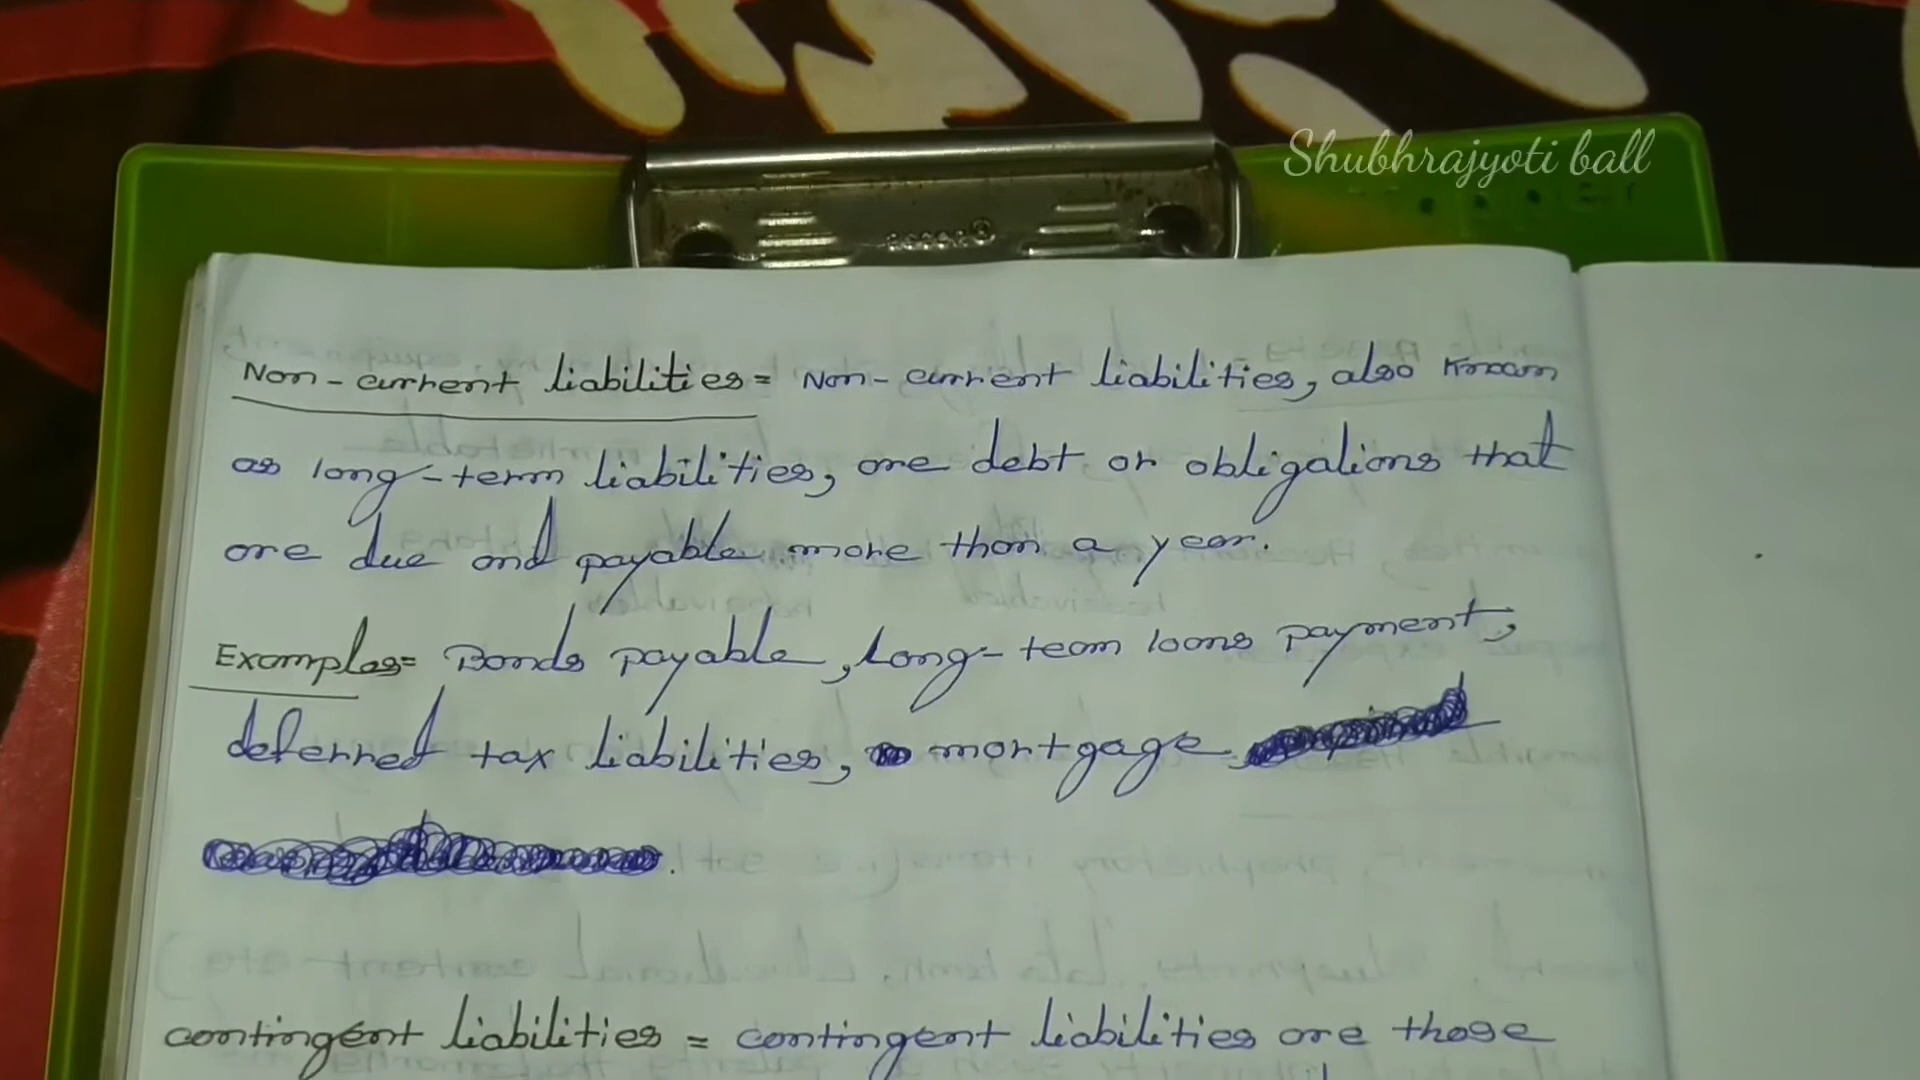 Shubhrajyoti ball
Non-current liabilities = Non-current liabilities, also known
as long-term liabilities, are debt or obligations that
are due and payable more than a year.
Examples = Bonds payable, Long-team loans payment,
deferred tax liabilities, mortgage
contingent liabilities = contingent liabilities are those